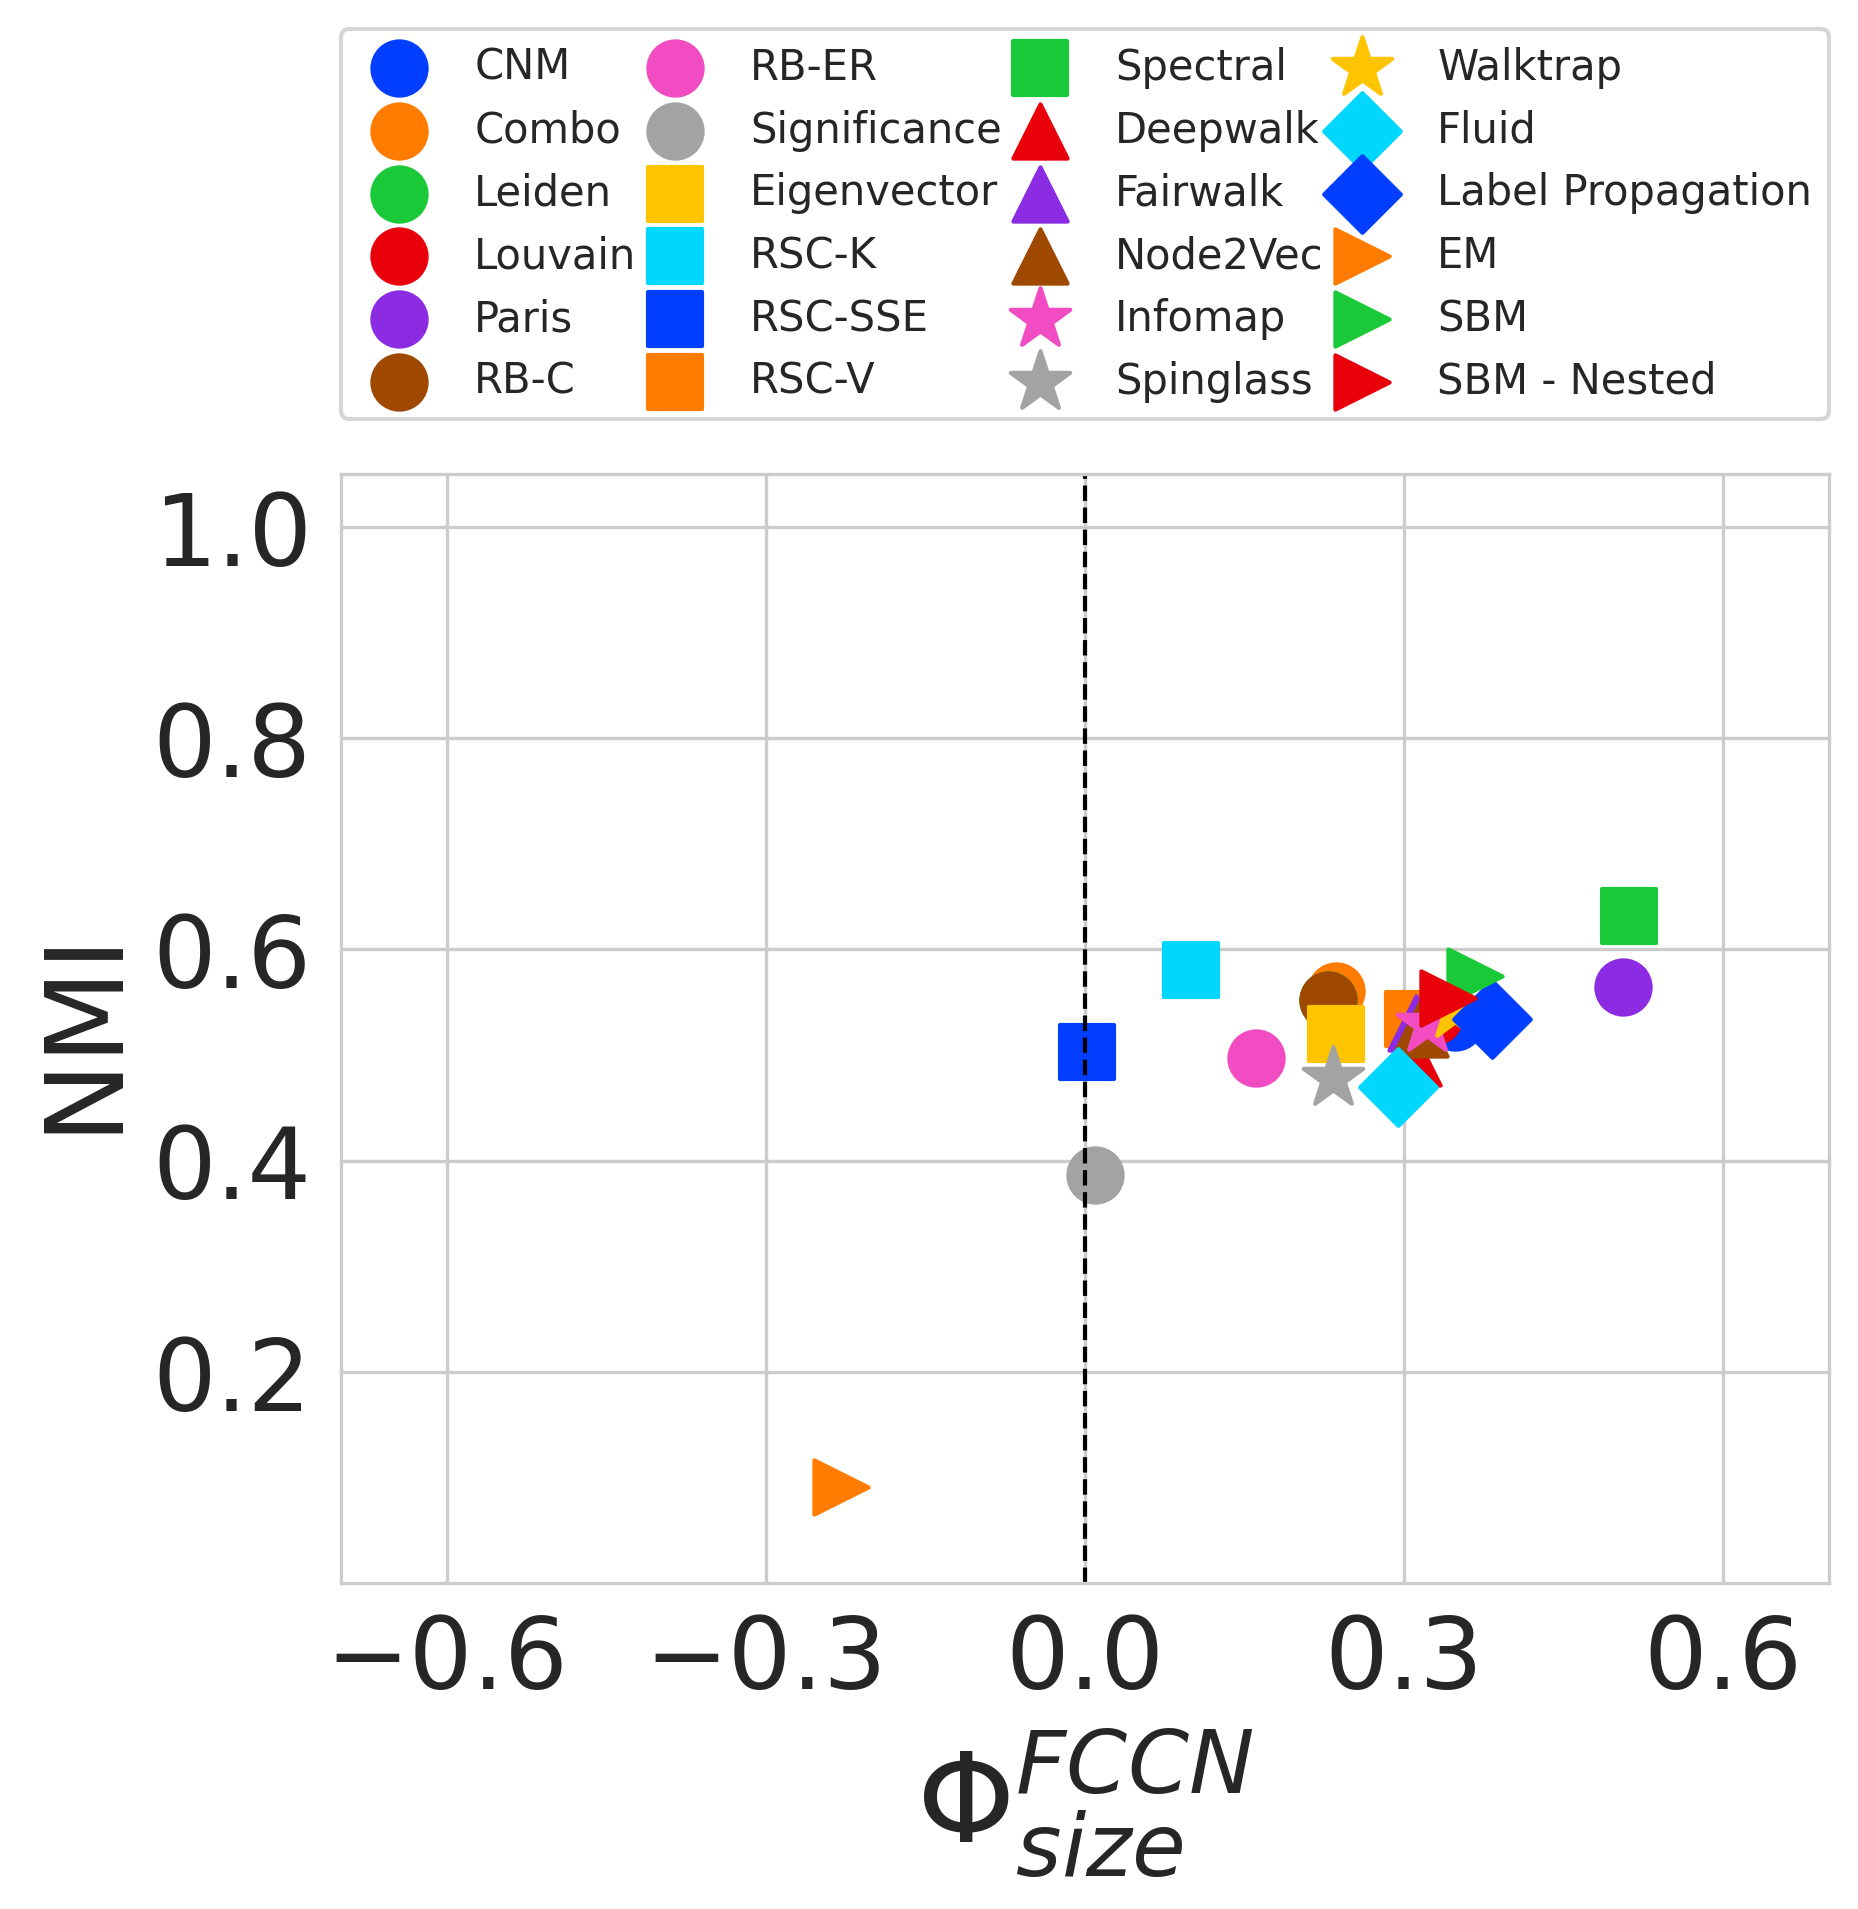 CNM RB-ER Spectral Walktrap
Combo Significance Deepwalk Fluid
Leiden Eigenvector Fairwalk Label Propagation
Louvain RSC-K Node2Vec EM
Paris RSC-SSE Infomap SBM
RB-C RSC-V Spinglass SBM - Nested
1.0
0.8
0.6
0.4
0.2
NMI
−0.6 −0.3 0.0 0.3 0.6
Φ^{FCCN}_{size}